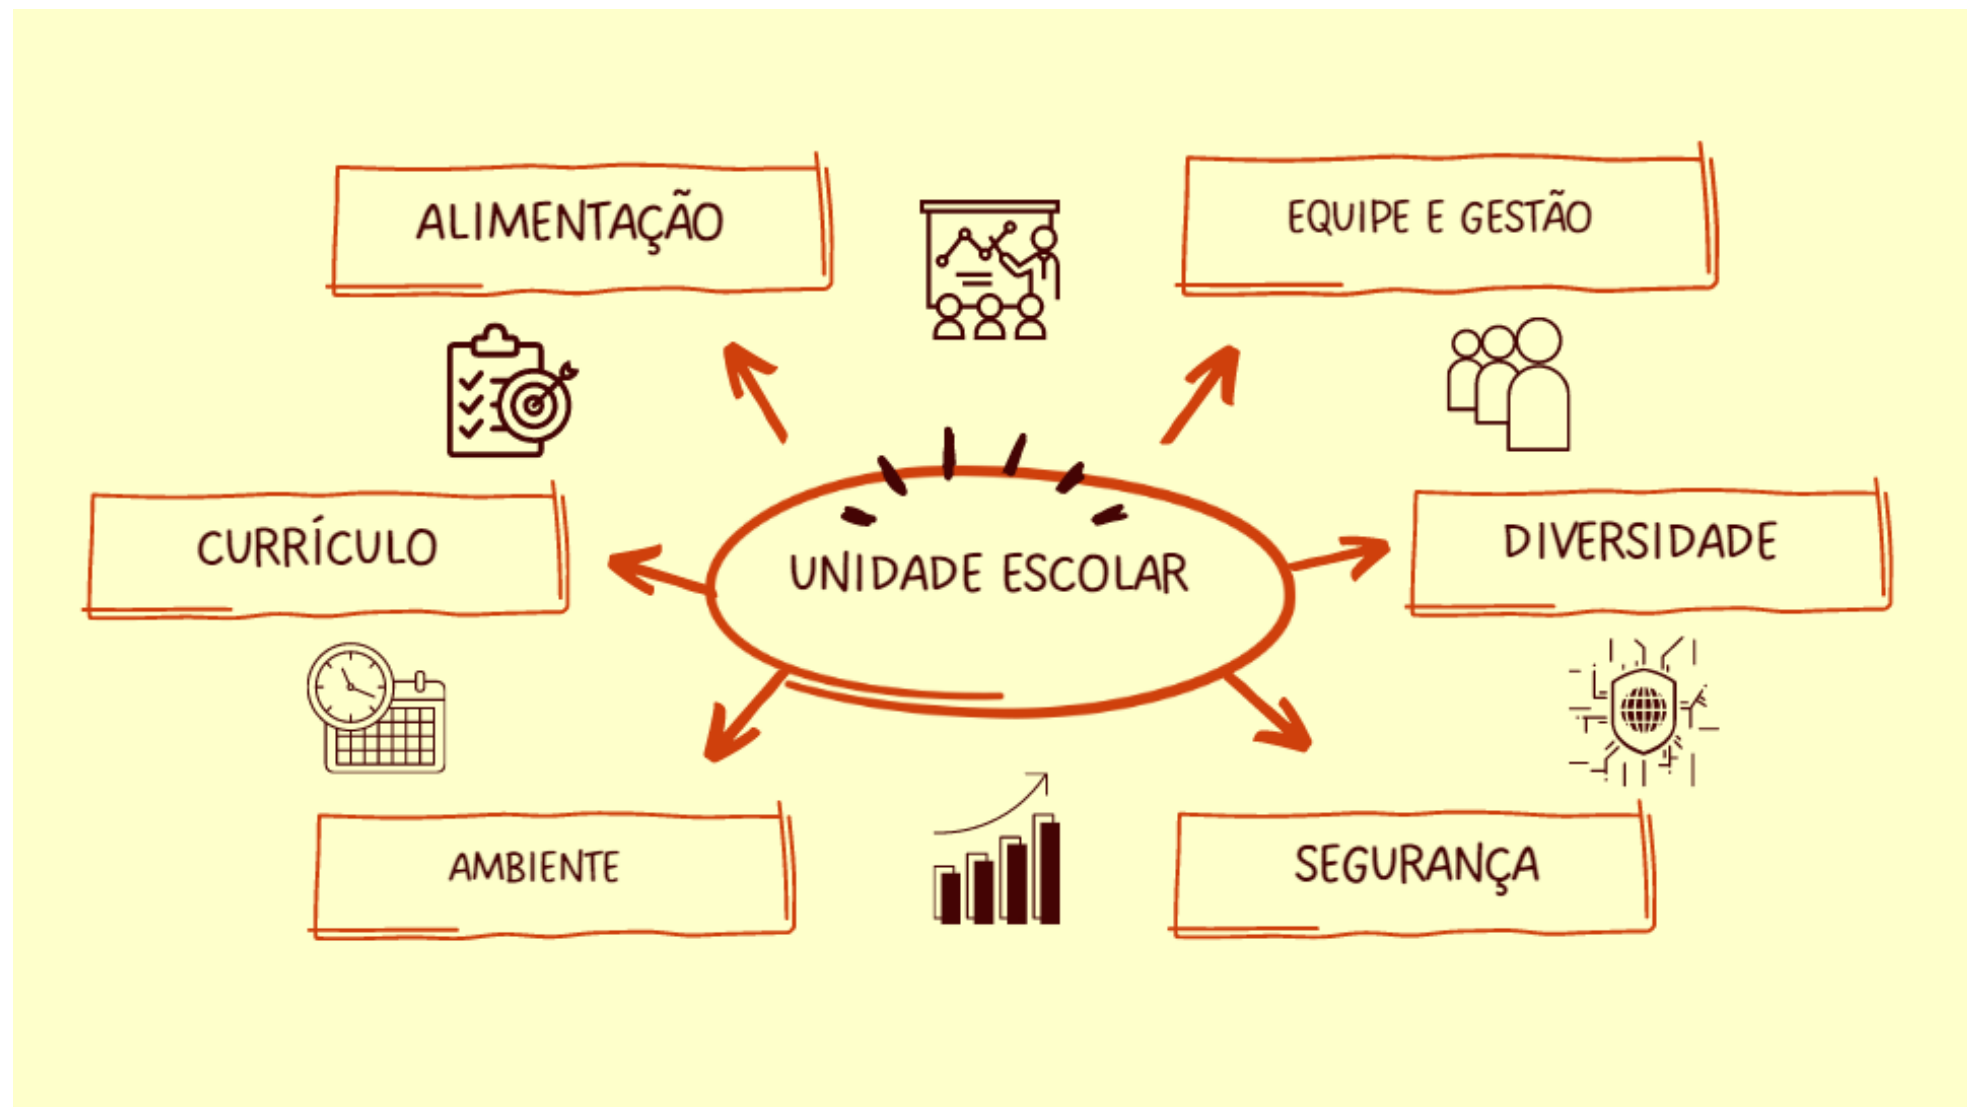 ALIMENTAÇÃO
EQUIPE E GESTÃO
CURRÍCULO
UNIDADE ESCOLAR
DIVERSIDADE
AMBIENTE
SEGURANÇA